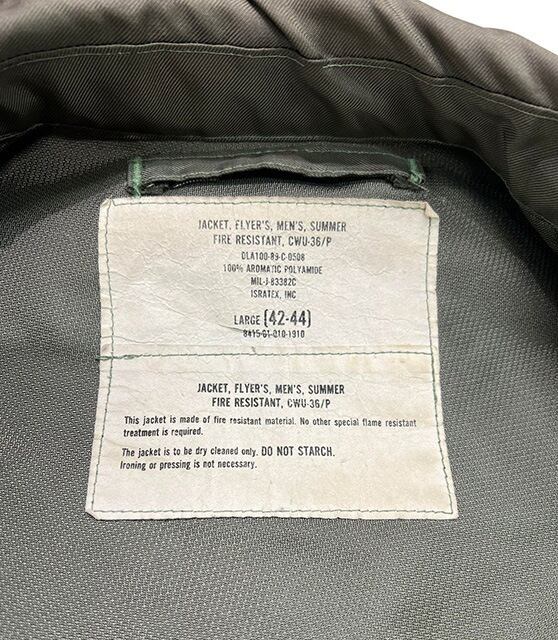 JACKET, FLYER'S, MEN'S, SUMMER
FIRE RESISTANT, CWU-36/P
DLA100-89-C-0508
100% AROMATIC POLYAMIDE
MIL-J-83382C
ISRATEX, INC
LARGE (42-44)
8415-01-010-1910
JACKET, FLYER'S, MEN'S, SUMMER
FIRE RESISTANT, CWU-36/P
This jacket is made of fire resistant material. No other special flame resistant
treatment is required.
The jacket is to be dry cleaned only. DO NOT STARCH.
Ironing or pressing is not necessary.